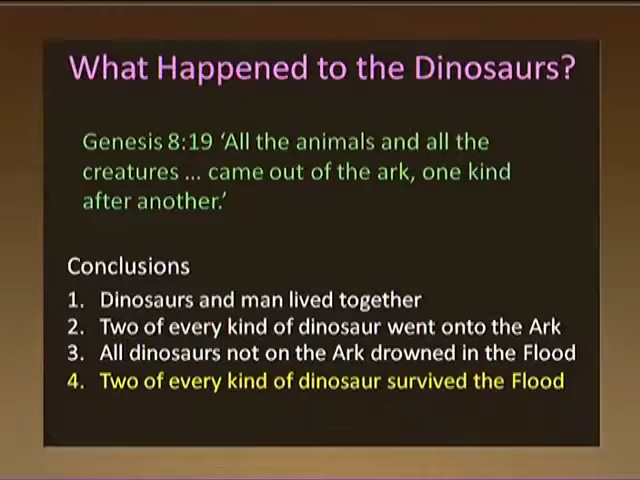 What Happened to the Dinosaurs?
Genesis 8:19 ‘All the animals and all the
creatures ... came out of the ark, one kind
after another.’
Conclusions
1. Dinosaurs and man lived together
2. Two of every kind of dinosaur went onto the Ark
3. All dinosaurs not on the Ark drowned in the Flood
4. Two of every kind of dinosaur survived the Flood